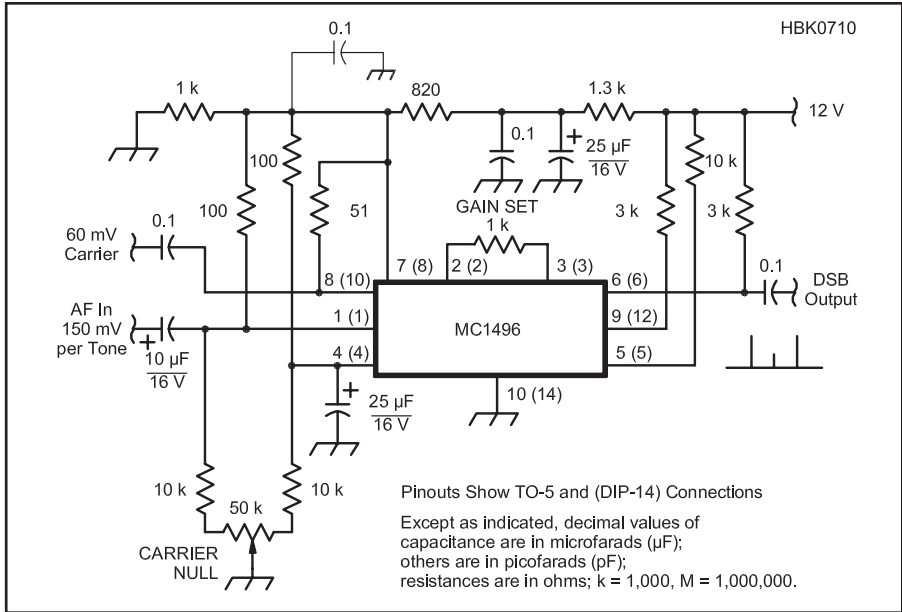 HBK0710
0.1
1 k
820
1.3 k
12 V
100
0.1
+
25 µF
16 V
10 k
100
51
GAIN SET
3 k
3 k
60 mV
Carrier
0.1
1 k
8 (10)
7 (8)
2 (2)
3 (3)
6 (6)
0.1
DSB
Output
AF In
150 mV
per Tone
+
10 µF
16 V
1 (1)
MC1496
9 (12)
4 (4)
5 (5)
+
25 µF
16 V
10 (14)
10 k
50 k
10 k
CARRIER
NULL
Pinouts Show TO-5 and (DIP-14) Connections
Except as indicated, decimal values of
capacitance are in microfarads (µF);
others are in picofarads (pF);
resistances are in ohms; k = 1,000, M = 1,000,000.